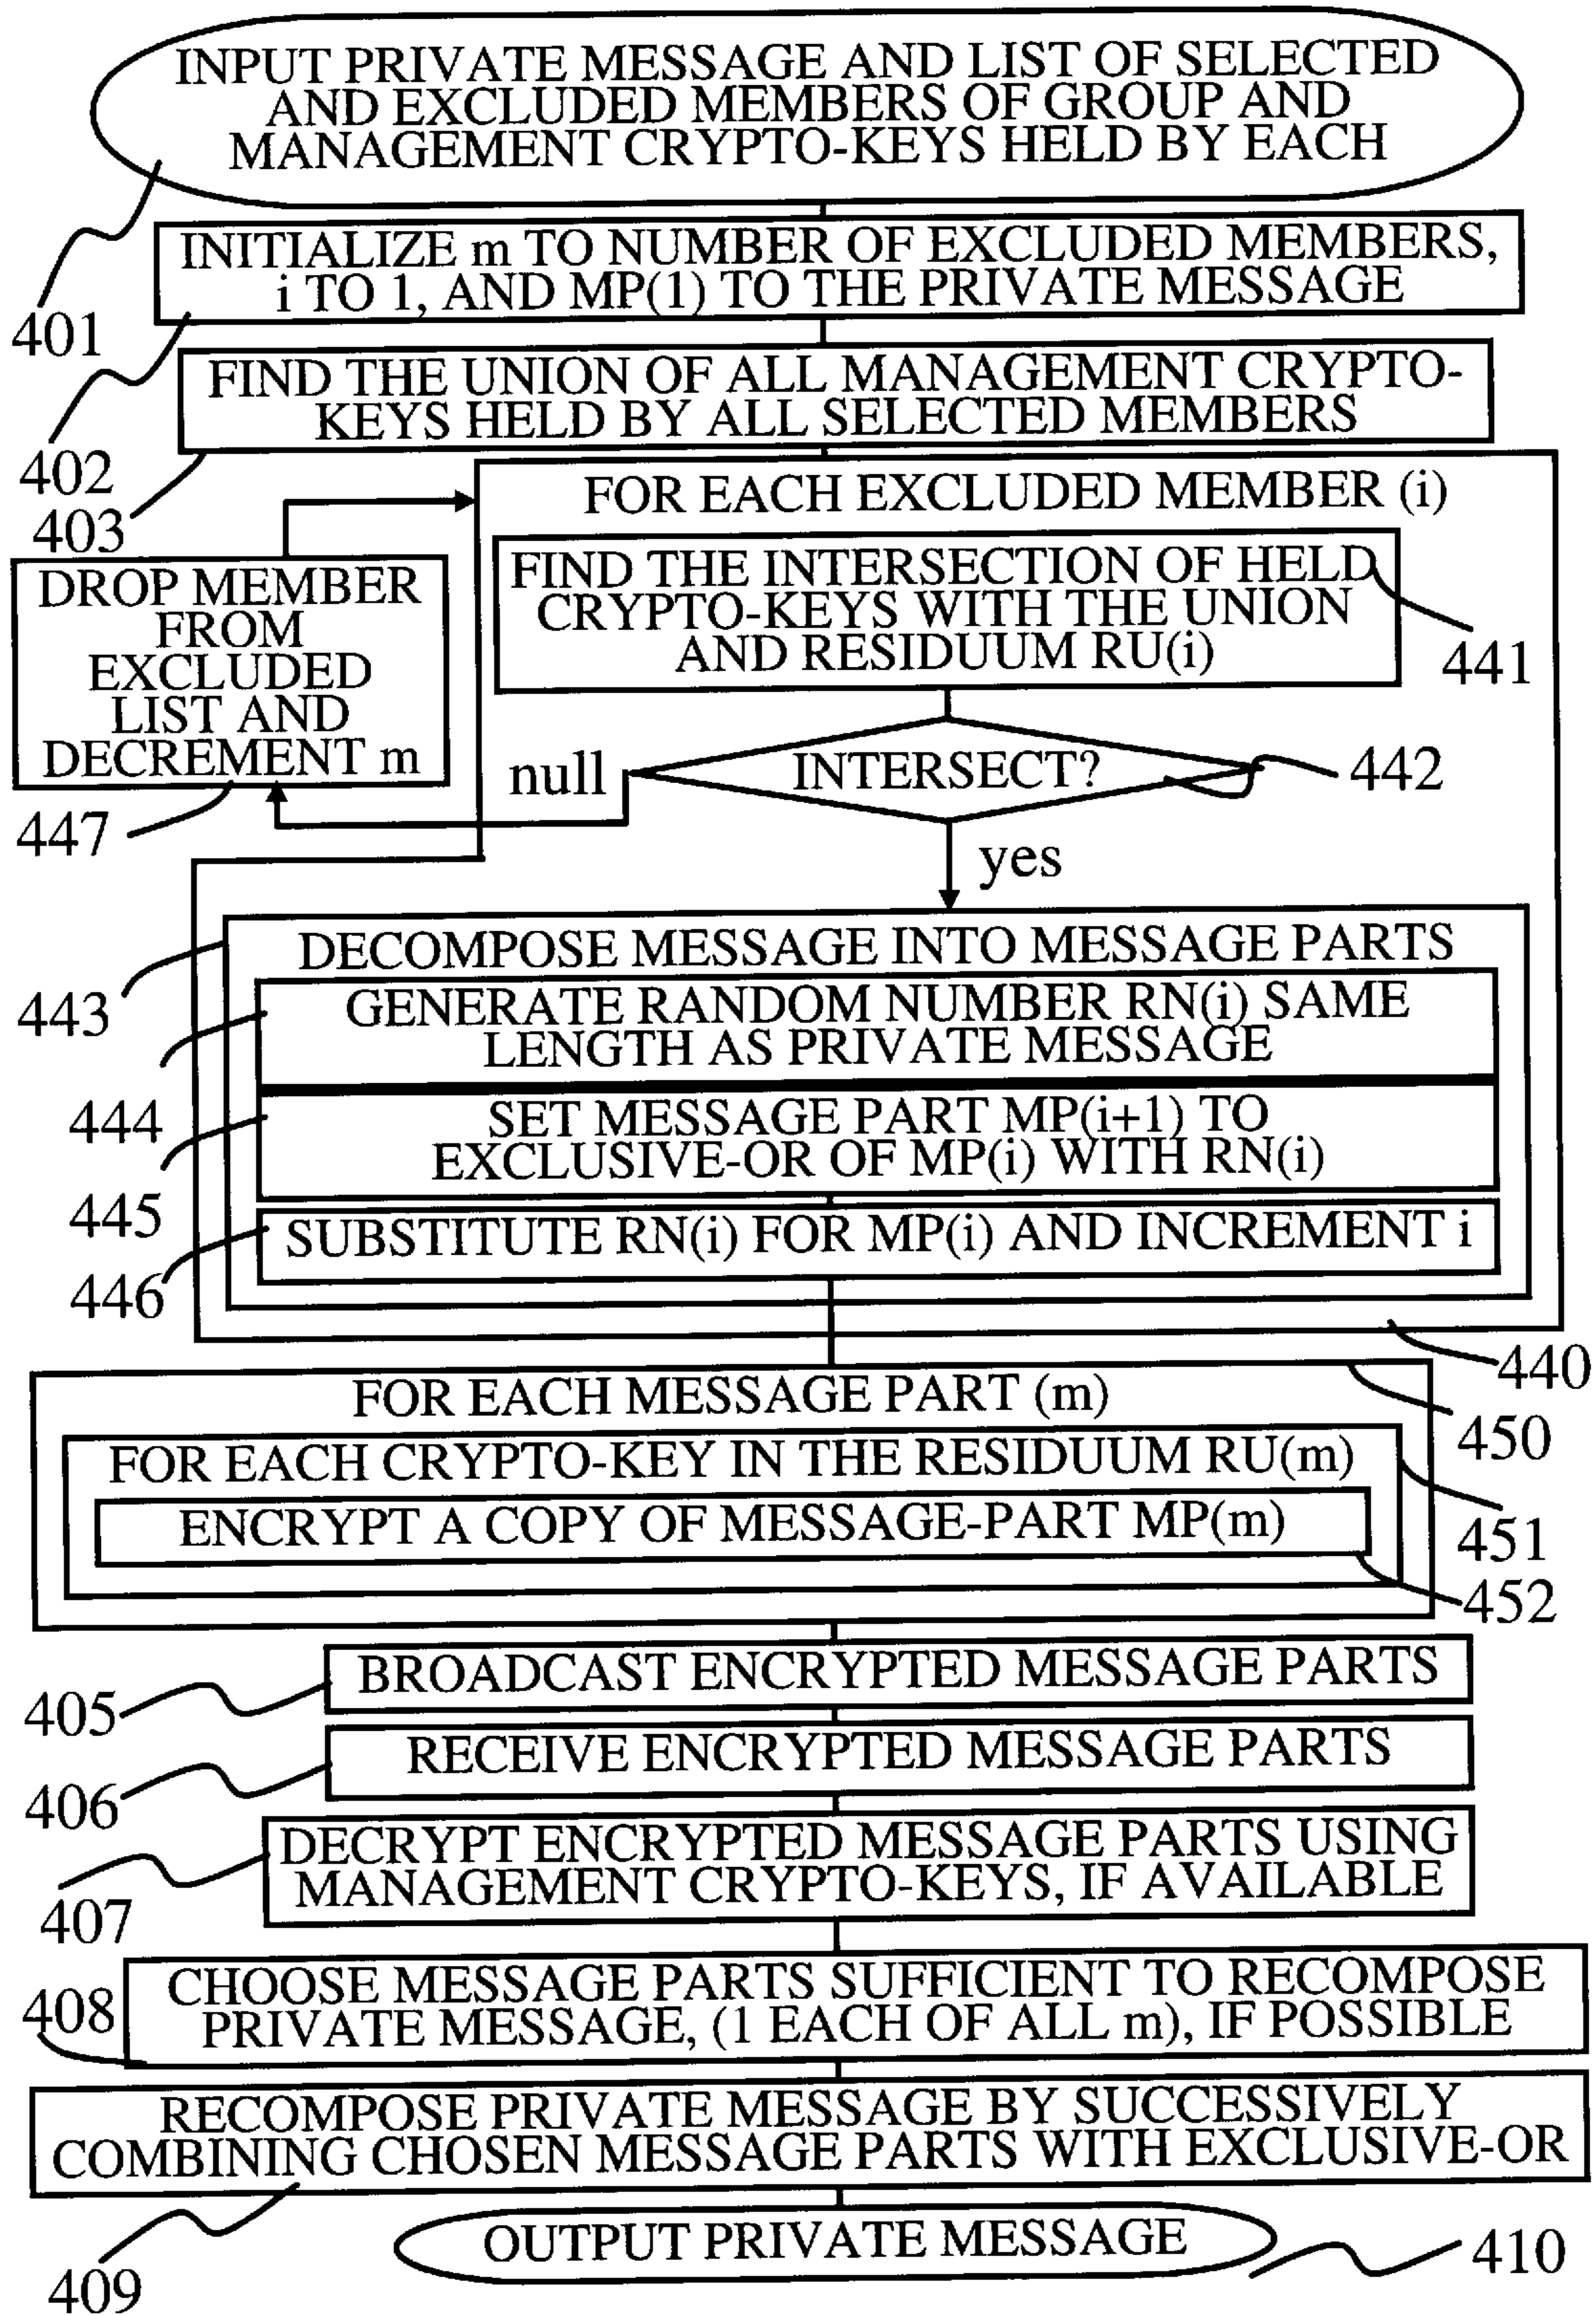 INPUT PRIVATE MESSAGE AND LIST OF SELECTED
AND EXCLUDED MEMBERS OF GROUP AND
MANAGEMENT CRYPTO-KEYS HELD BY EACH
401
INITIALIZE m TO NUMBER OF EXCLUDED MEMBERS,
i TO 1, AND MP(1) TO THE PRIVATE MESSAGE
402
FIND THE UNION OF ALL MANAGEMENT CRYPTO-
KEYS HELD BY ALL SELECTED MEMBERS
403
FOR EACH EXCLUDED MEMBER (i)
FIND THE INTERSECTION OF HELD
CRYPTO-KEYS WITH THE UNION
AND RESIDUUM RU(i)
441
DROP MEMBER
FROM
EXCLUDED
LIST AND
DECREMENT m
447
null
INTERSECT?
442
yes
DECOMPOSE MESSAGE INTO MESSAGE PARTS
443
GENERATE RANDOM NUMBER RN(i) SAME
LENGTH AS PRIVATE MESSAGE
444
SET MESSAGE PART MP(i+1) TO
EXCLUSIVE-OR OF MP(i) WITH RN(i)
445
SUBSTITUTE RN(i) FOR MP(i) AND INCREMENT i
446
440
FOR EACH MESSAGE PART (m)
450
FOR EACH CRYPTO-KEY IN THE RESIDUUM RU(m)
451
ENCRYPT A COPY OF MESSAGE-PART MP(m)
452
BROADCAST ENCRYPTED MESSAGE PARTS
405
RECEIVE ENCRYPTED MESSAGE PARTS
406
DECRYPT ENCRYPTED MESSAGE PARTS USING
MANAGEMENT CRYPTO-KEYS, IF AVAILABLE
407
CHOOSE MESSAGE PARTS SUFFICIENT TO RECOMPOSE
PRIVATE MESSAGE, (1 EACH OF ALL m), IF POSSIBLE
408
RECOMPOSE PRIVATE MESSAGE BY SUCCESSIVELY
COMBINING CHOSEN MESSAGE PARTS WITH EXCLUSIVE-OR
409
OUTPUT PRIVATE MESSAGE
410